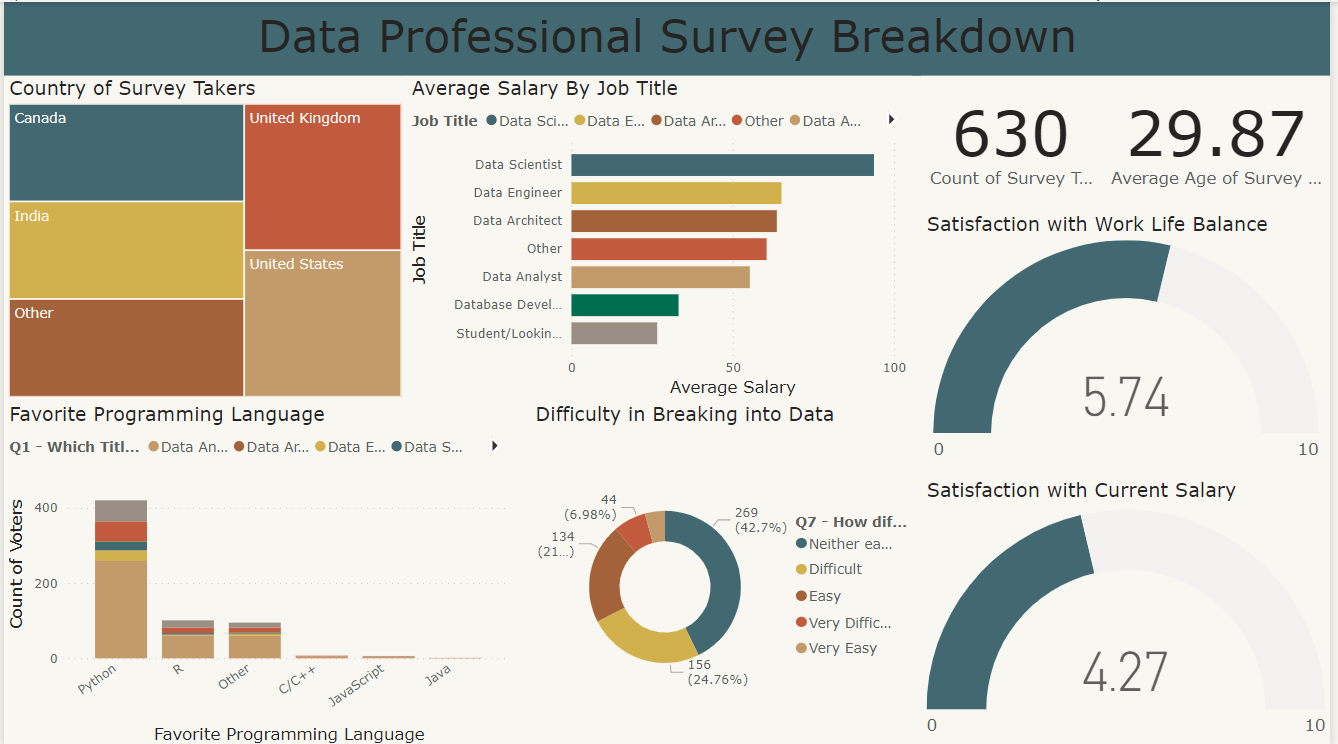 Data Professional Survey Breakdown
Country of Survey Takers
Canada
India
Other
United Kingdom
United States
Average Salary By Job Title
Job Title Data Sci... Data E... Data Ar... Other Data A...
Job Title
Data Scientist
Data Engineer
Data Architect
Other
Data Analyst
Database Devel...
Student/Lookin...
0 50 100
Average Salary
630
Count of Survey T...
29.87
Average Age of Survey ...
Satisfaction with Work Life Balance
5.74
0 10
Favorite Programming Language
Q1 - Which Titl... Data An... Data Ar... Data E... Data S...
Count of Voters
400
200
0
Python R Other C/C++ JavaScript Java
Favorite Programming Language
Difficulty in Breaking into Data
44
(6.98%)
134
(21...)
269
(42.7%)
156
(24.76%)
Q7 - How dif...
Neither ea...
Difficult
Easy
Very Diffic...
Very Easy
Satisfaction with Current Salary
4.27
0 10